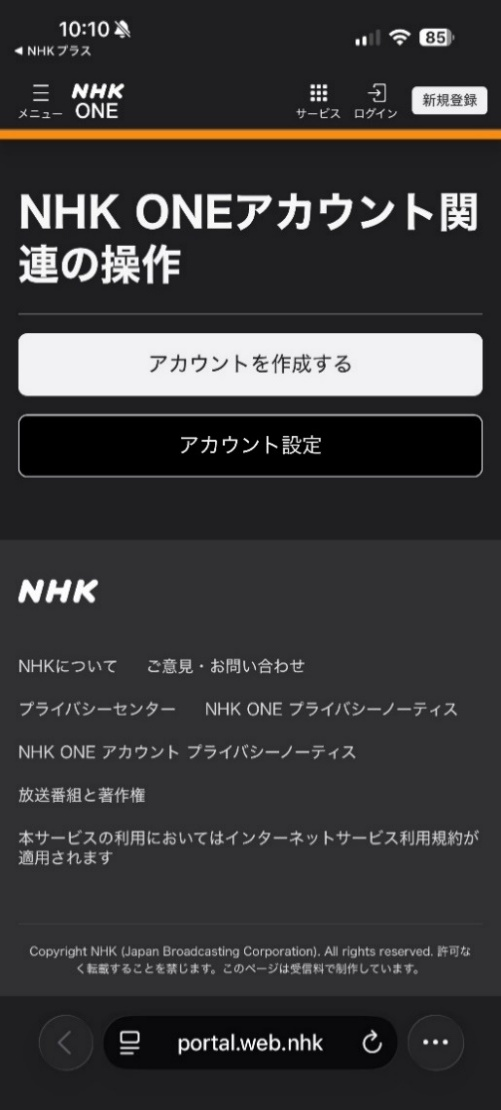 10:10
85
◀ NHKプラス
NHK ONE
メニュー
サービス
ログイン
新規登録
NHK ONEアカウント関
連の操作
アカウントを作成する
アカウント設定
NHK
NHKについて ご意見・お問い合わせ
プライバシーセンター NHK ONE プライバシーノーティス
NHK ONE アカウント プライバシーノーティス
放送番組と著作権
本サービスの利用においてはインターネットサービス利用規約が
適用されます
Copyright NHK (Japan Broadcasting Corporation). All rights reserved. 許可な
く転載することを禁じます。このページは受信料で制作しています。
portal.web.nhk